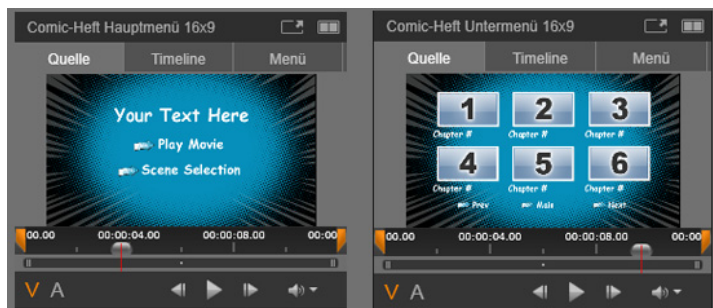 Comic-Heft Hauptmenü 16x9
Quelle Timeline Menü
Your Text Here
Play Movie
Scene Selection
00.00 00:00:04.00 00:00:08.00 00:00
V A
Comic-Heft Untermenü 16x9
Quelle Timeline Menü
1 2 3
Chapter # Chapter # Chapter #
4 5 6
Chapter # Chapter # Chapter #
Prev Main Next
00.00 00:00:04.00 00:00:08.00 00:00
V A